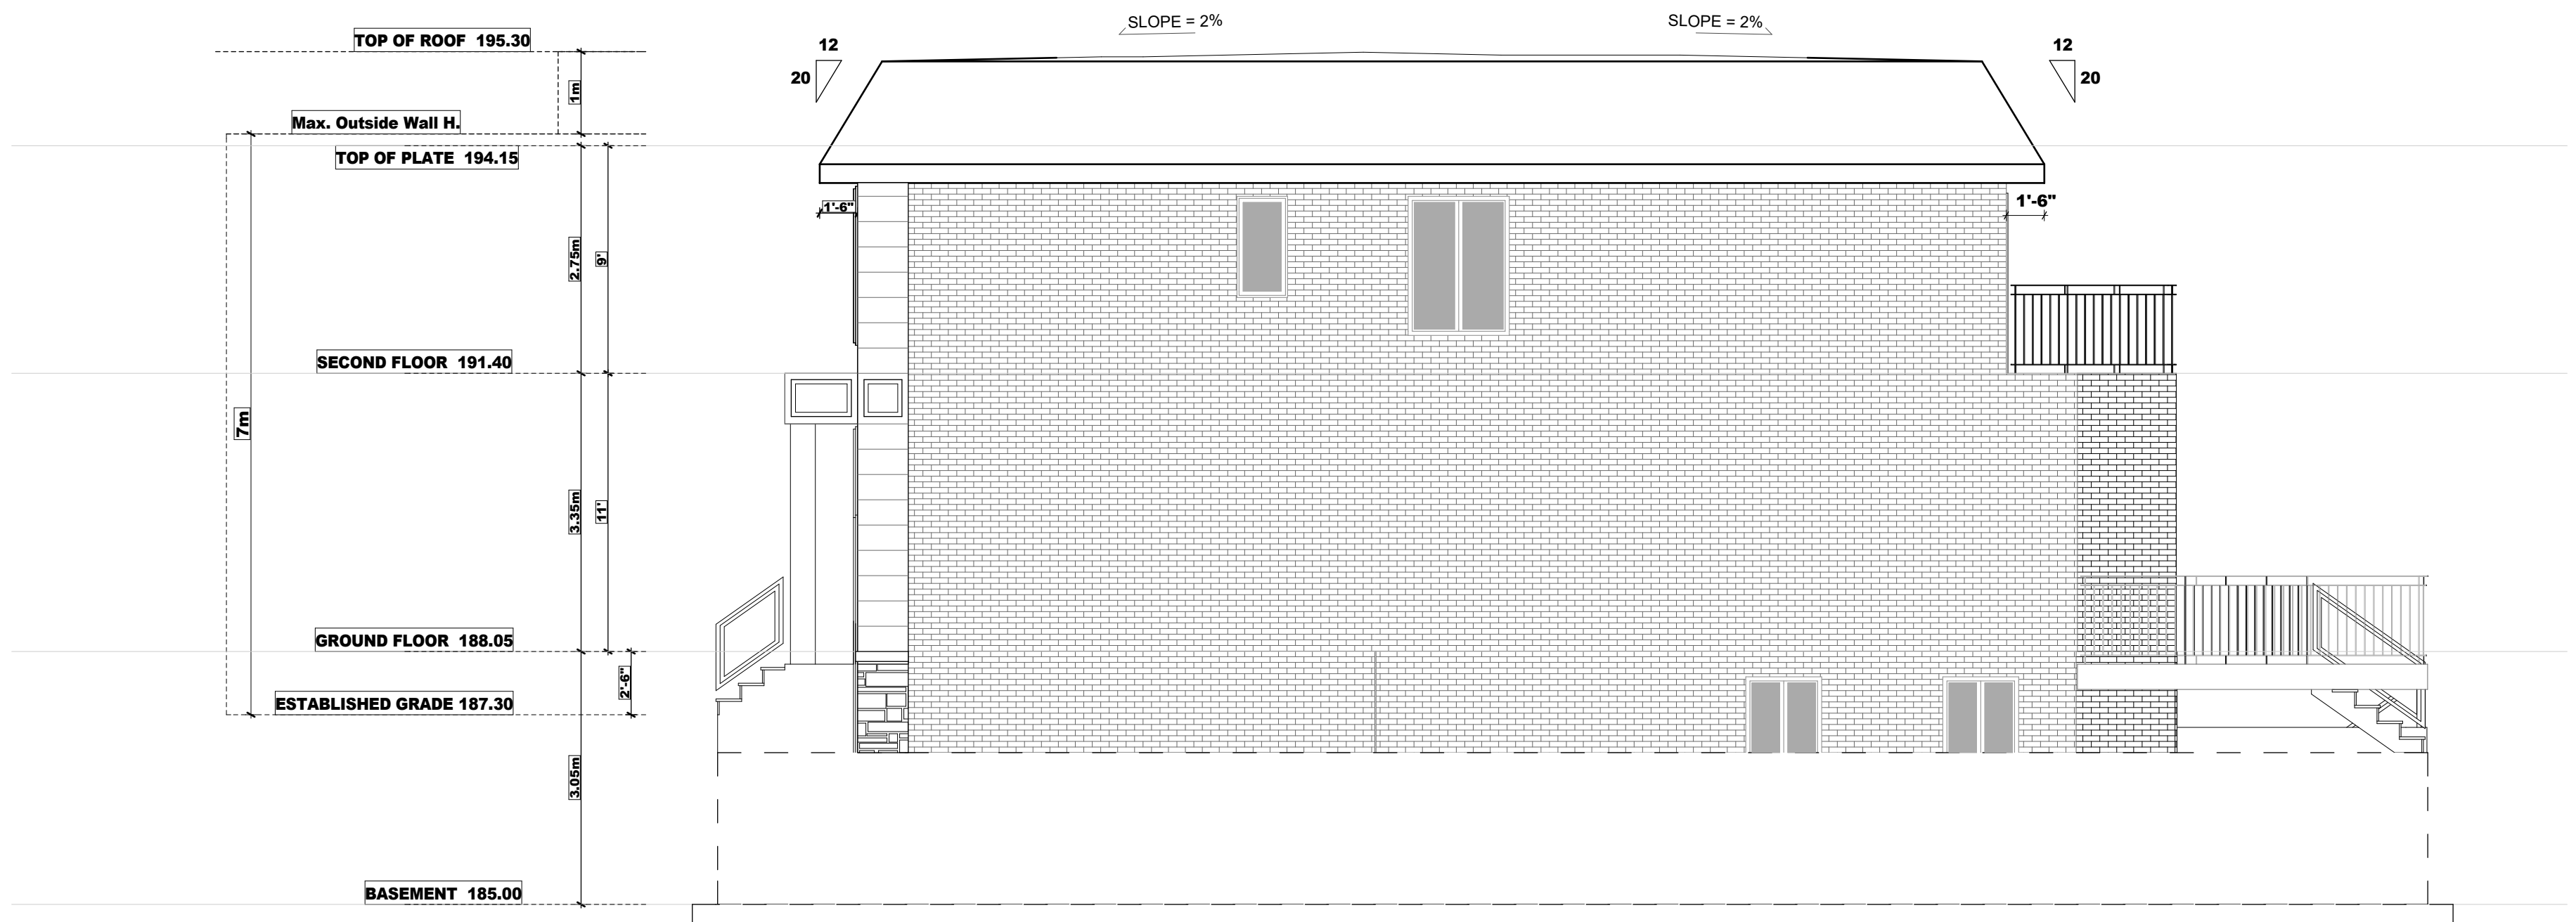 SLOPE = 2%
SLOPE = 2%
TOP OF ROOF 195.30
12
20
12
20
1m
Max. Outside Wall H.
TOP OF PLATE 194.15
1'-6"
1'-6"
2.75m
9'
SECOND FLOOR 191.40
7m
3.35m
11'
GROUND FLOOR 188.05
2'-6"
ESTABLISHED GRADE 187.30
3.05m
BASEMENT 185.00